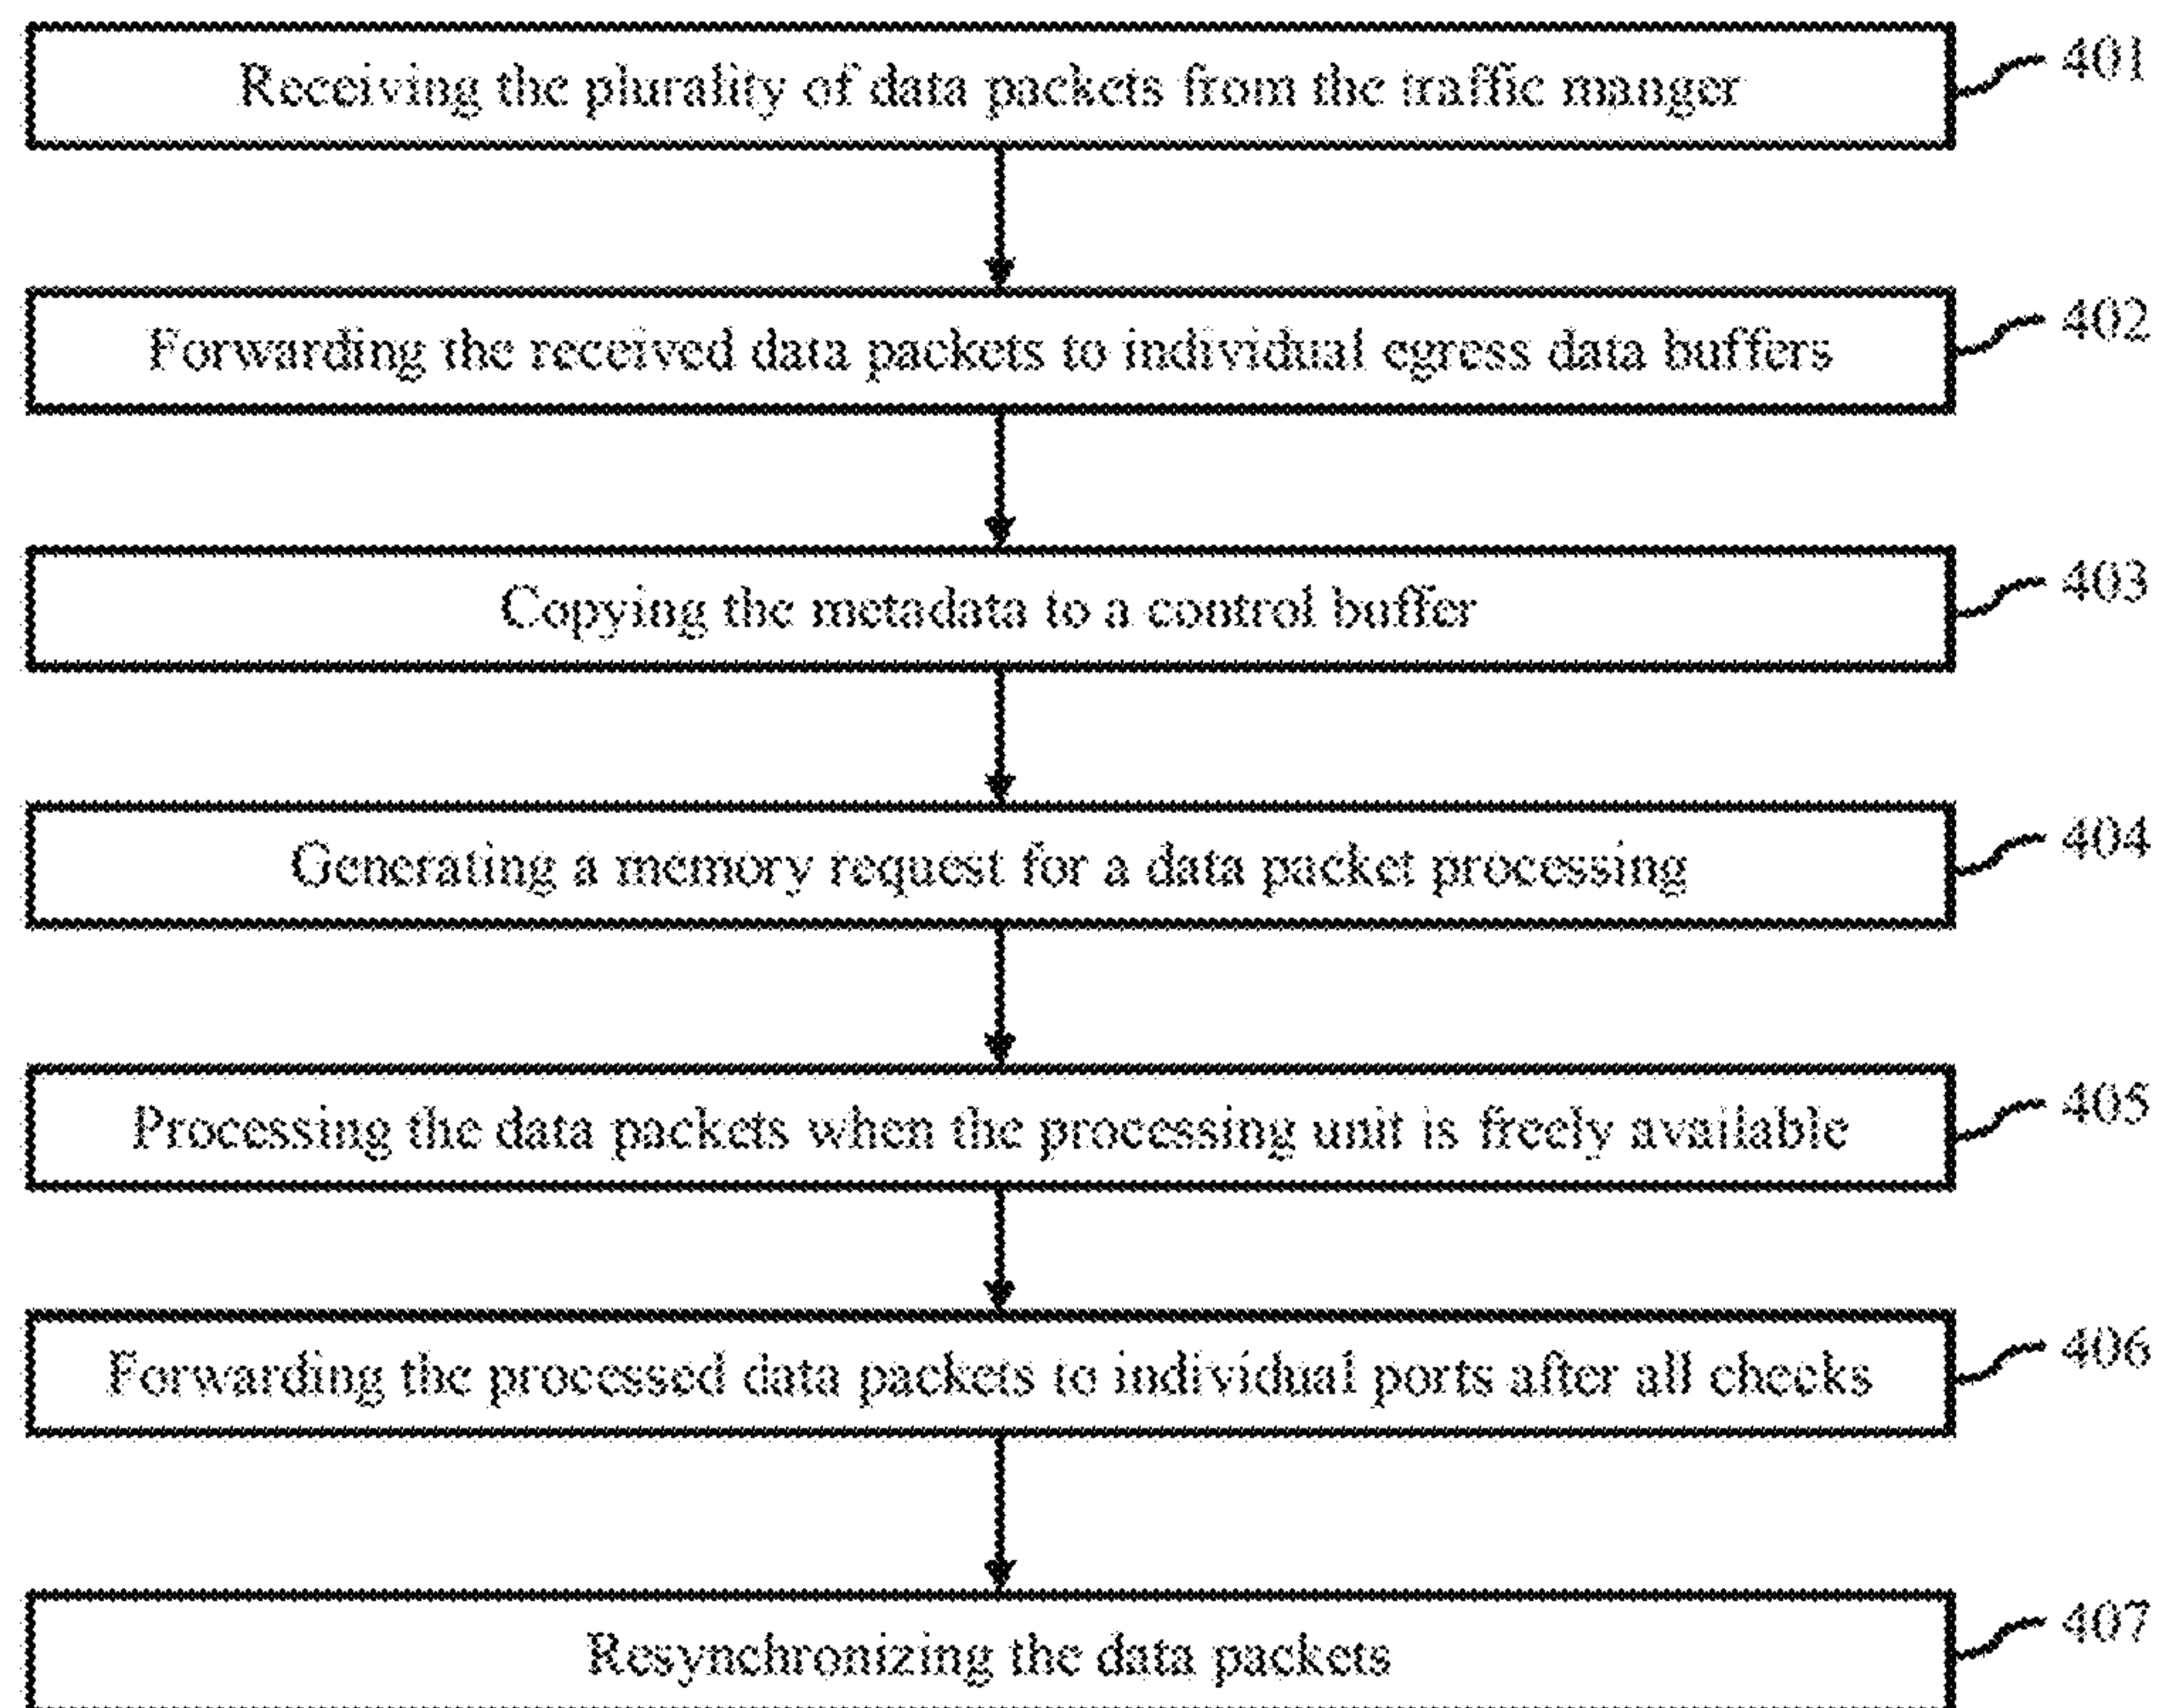 Receiving the plurality of data packets from the traffic manger
401
Forwarding the received data packets to individual egress data buffers
402
Copying the metadata to a control buffer
403
Generating a memory request for a data packet processing
404
Processing the data packets when the processing unit is freely available
405
Forwarding the processed data packets to individual ports after all checks
406
Resynchronizing the data packets
407